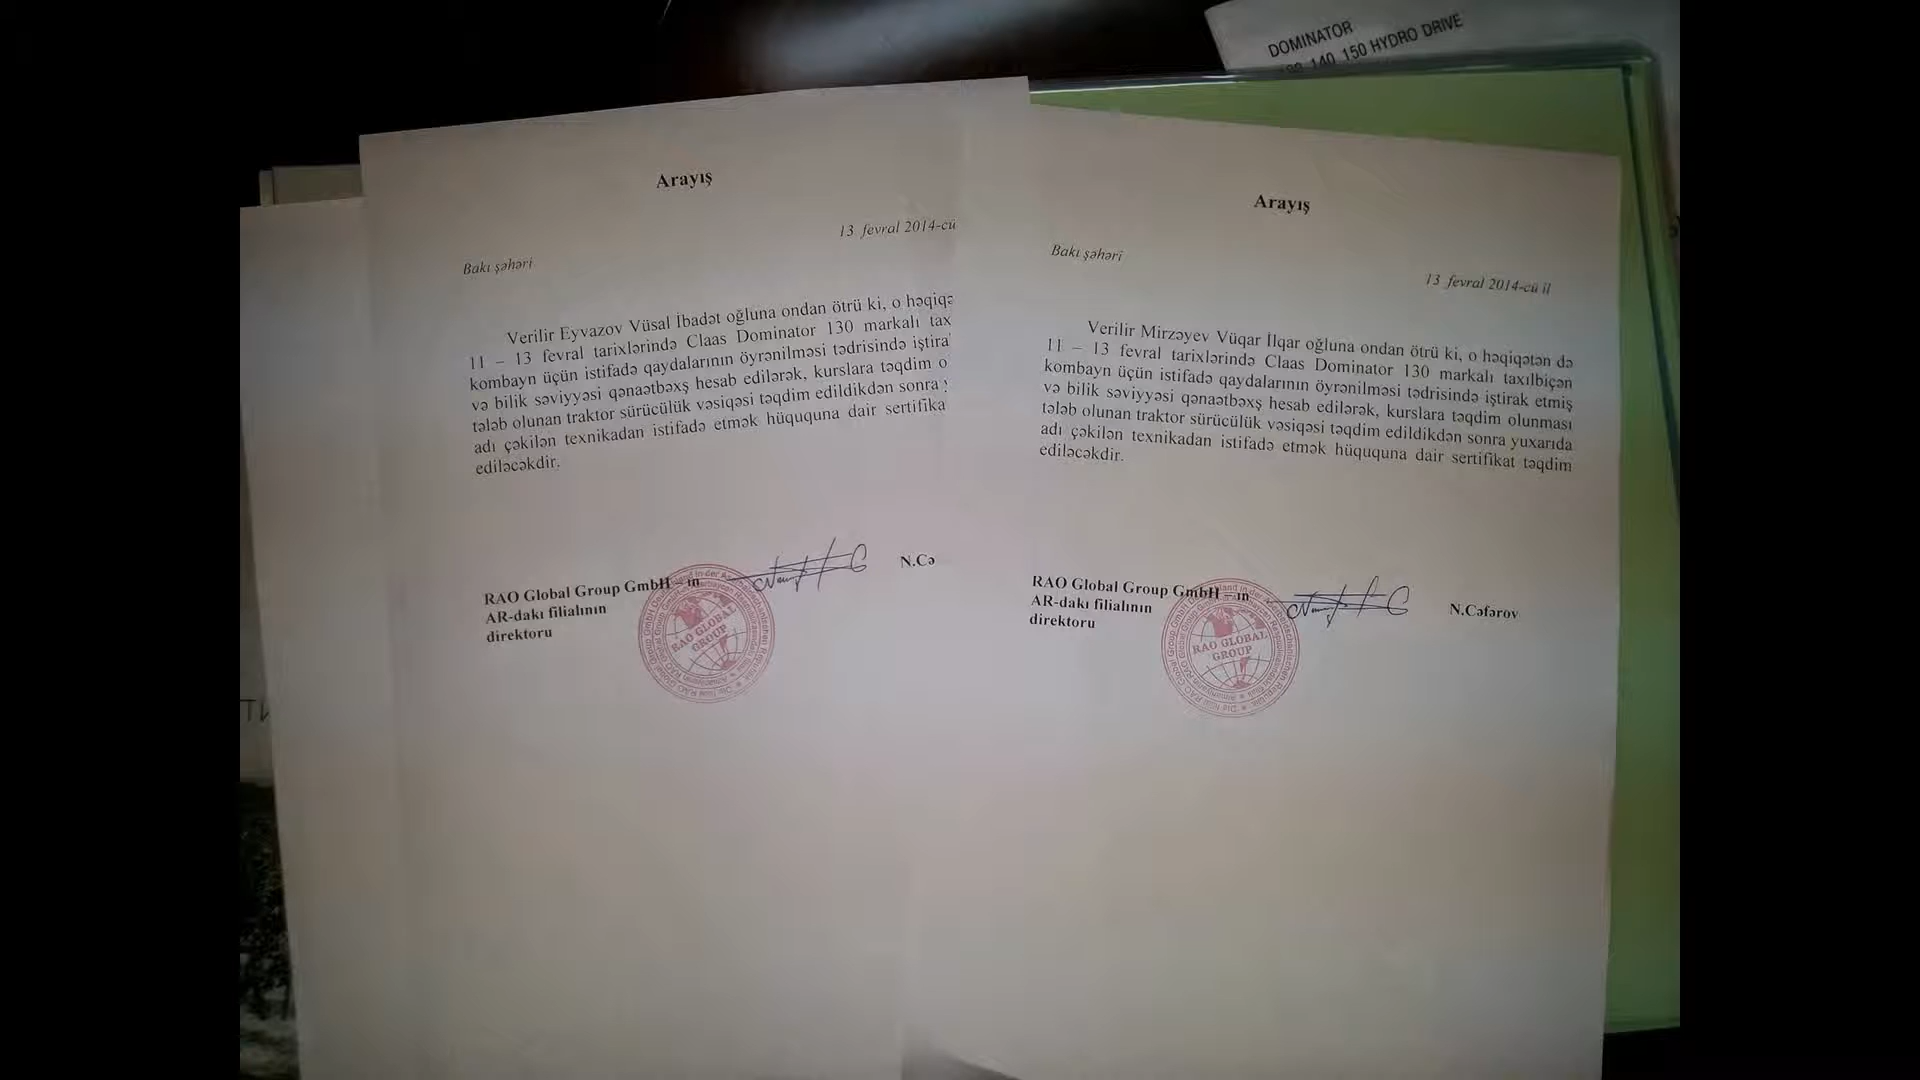 DOMINATOR
140 150 HYDRO DRIVE
Arayış
13 fevral 2014-cü
Bakı şəhəri
Verilir Eyvazov Vüsal İbadət oğluna ondan ötrü ki, o həqiqə
11 – 13 fevral tarixlərində Claas Dominator 130 markalı tax
kombayn üçün istifadə qaydalarının öyrənilməsi tədrisində iştira
və bilik səviyyəsi qənaətbəxş hesab edilərək, kurslara təqdim o
tələb olunan traktor sürücülük vəsiqəsi təqdim edildikdən sonra
adı çəkilən texnikadan istifadə etmək hüququna dair sertifika
ediləcəkdir.
RAO Global Group GmbH – in
AR-dakı filialının
direktoru
N.Cə
RAO GLOBAL
GROUP
Arayış
Bakı şəhəri
13 fevral 2014-cü il
Verilir Mirzəyev Vüqar İlqar oğluna ondan ötrü ki, o həqiqətən də
11 – 13 fevral tarixlərində Claas Dominator 130 markalı taxılbiçən
kombayn üçün istifadə qaydalarının öyrənilməsi tədrisində iştirak etmiş
və bilik səviyyəsi qənaətbəxş hesab edilərək, kurslara təqdim olunması
tələb olunan traktor sürücülük vəsiqəsi təqdim edildikdən sonra yuxarıda
adı çəkilən texnikadan istifadə etmək hüququna dair sertifikat təqdim
ediləcəkdir.
RAO Global Group GmbH – in
AR-dakı filialının
direktoru
N.Cəfərov
RAO GLOBAL
GROUP